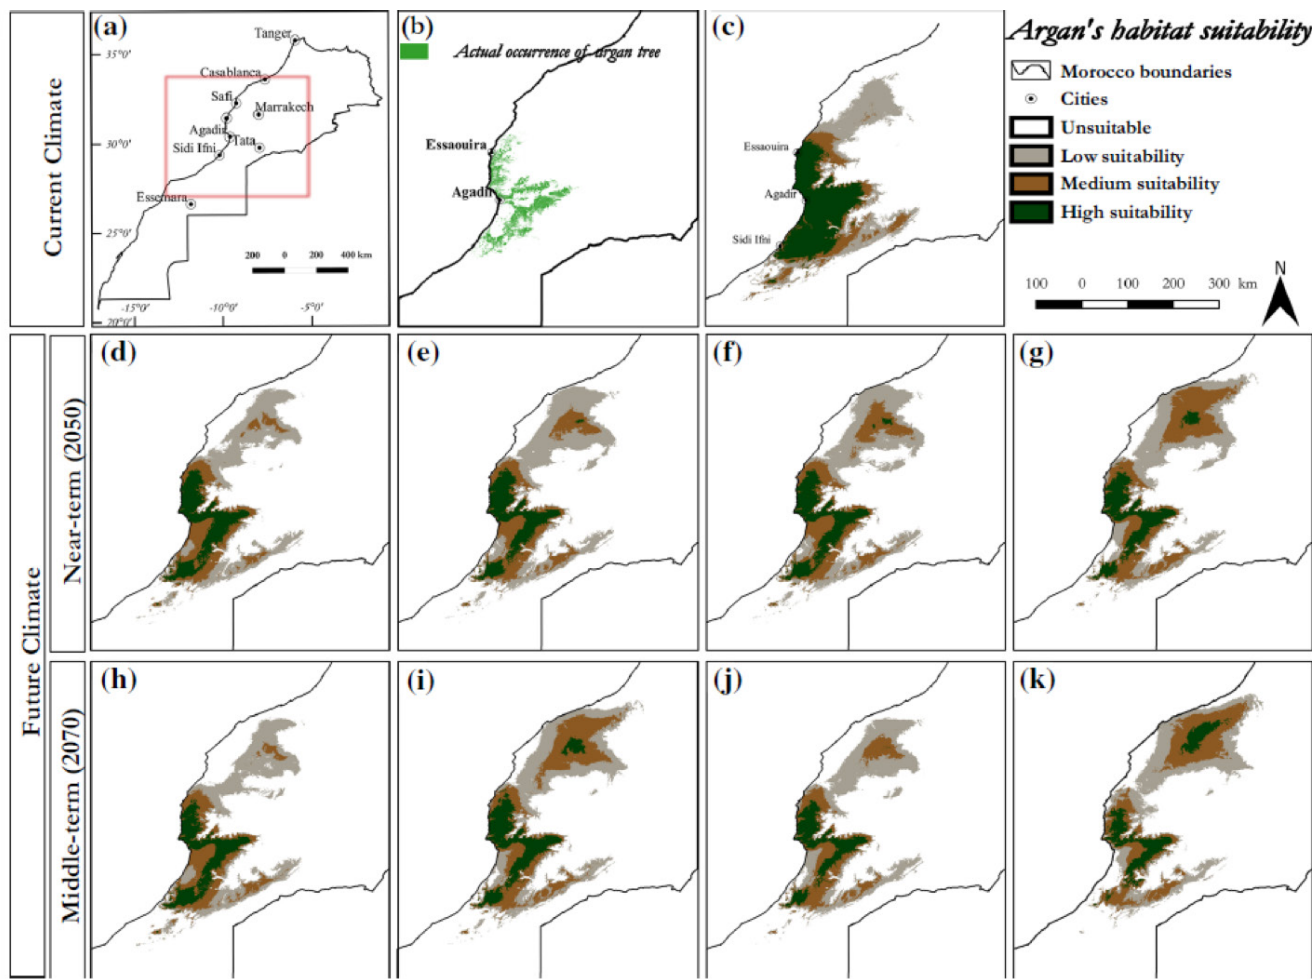 (a)
Tanger
35°0'
Casablanca
Safi
Marrakech
30°0'
Agadir
Tata
Sidi Ifni
Essemara
25°0'
200 0 200 400 km
-15°0' -10°0' -5°0'
20°0'
(b)
Actual occurrence of argan tree
Essaouira
Agadir
(c)
Essaouira
Agadir
Sidi Ifni
Argan's habitat suitability
Morocco boundaries
Cities
Unsuitable
Low suitability
Medium suitability
High suitability
N
100 0 100 200 300 km
Current Climate
Future Climate
Near-term (2050)
(d)
(e)
(f)
(g)
Middle-term (2070)
(h)
(i)
(j)
(k)